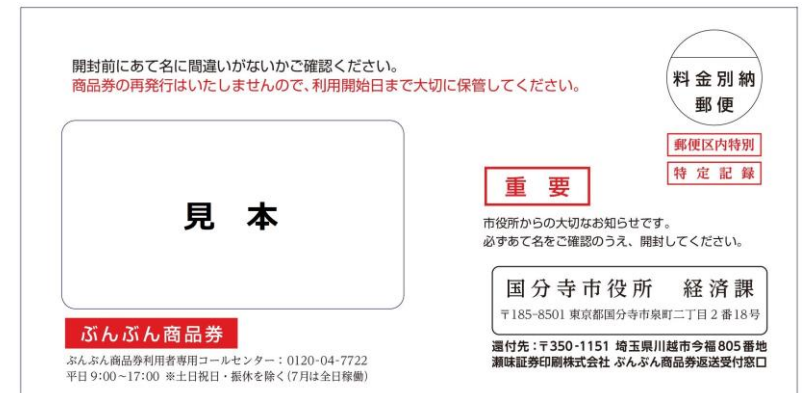 開封前にあて名に間違いがないかご確認ください。
商品券の再発行はいたしませんので、利用開始日まで大切に保管してください。
料金別納
郵便
郵便区内特別
特定記録
見本
重要
市役所からの大切なお知らせです。
必ずあて名をご確認のうえ、開封してください。
国分寺市役所 経済課
〒185-8501 東京都国分寺市泉町二丁目2番18号
ぶんぶん商品券
ぶんぶん商品券利用者専用コールセンター：0120-04-7722
平日 9:00~17:00 ※土日祝日・振休を除く(7月は全日稼働)
還付先：〒350-1151 埼玉県川越市今福805番地
瀬味証券印刷株式会社 ぶんぶん商品券返送受付窓口